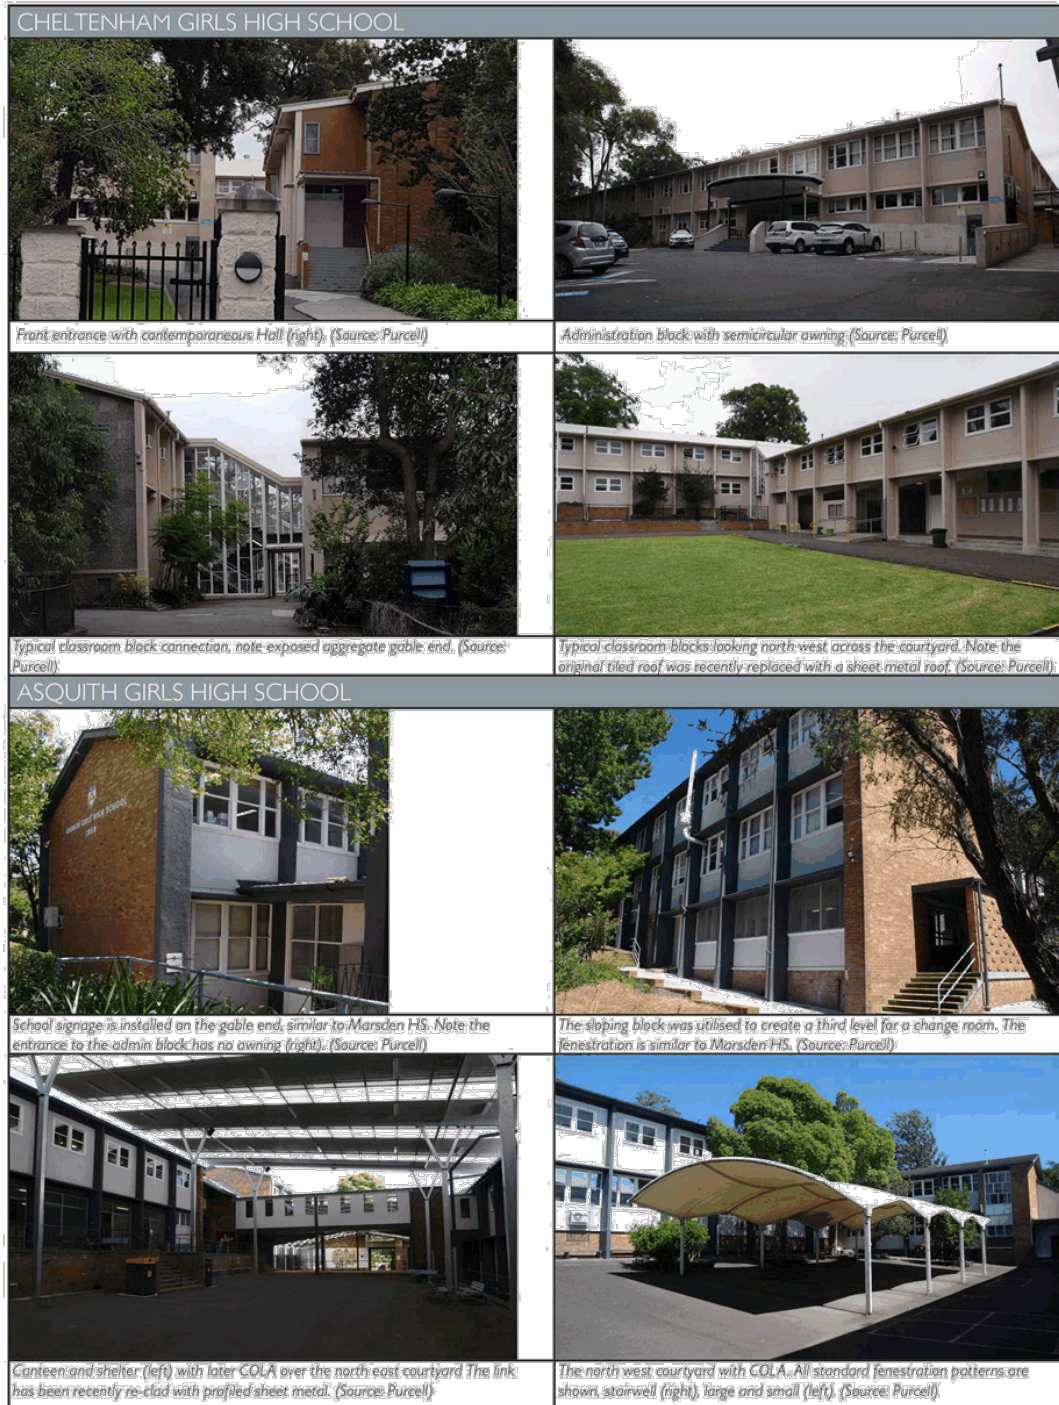 CHELTENHAM GIRLS HIGH SCHOOL
Front entrance with contemporaneous Hall (right). (Source: Purcell)
Administration block with semicircular awning (Source: Purcell)
Typical classroom block connection, note exposed aggregate gable end. (Source:
Purcell)
Typical classroom blocks looking north west across the courtyard. Note the
original tiled roof was recently replaced with a sheet metal roof. (Source: Purcell)
ASQUITH GIRLS HIGH SCHOOL
ASQUITH GIRLS HIGH SCHOOL
1959
School signage is installed on the gable end, similar to Marsden HS. Note the
entrance to the admin block has no awning (right). (Source: Purcell)
The sloping block was utilised to create a third level for a change room. The
fenestration is similar to Marsden HS. (Source: Purcell)
Canteen and shelter (left) with later COLA over the north east courtyard The link
has been recently re-clad with profiled sheet metal. (Source: Purcell)
The north west courtyard with COLA. All standard fenestration patterns are
shown, stairwell (right), large and small (left). (Source: Purcell)